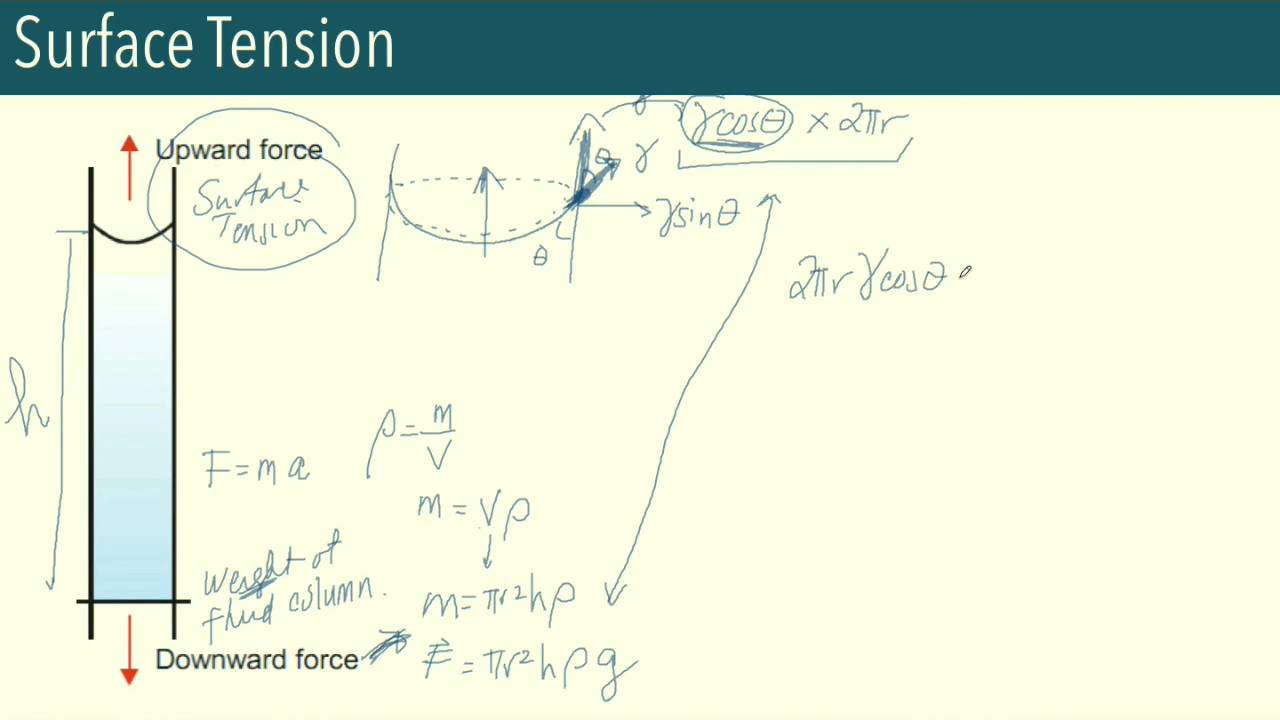 Surface Tension
γcosθ × 2πr
Upward force
Surface
Tension
θ
γ
γsinθ
θ
2πrγcosθ
h
ρ = m/V
F = ma
m = Vρ
weight of
fluid column.
m = πr²hρ
Downward force
F = πr²hρg